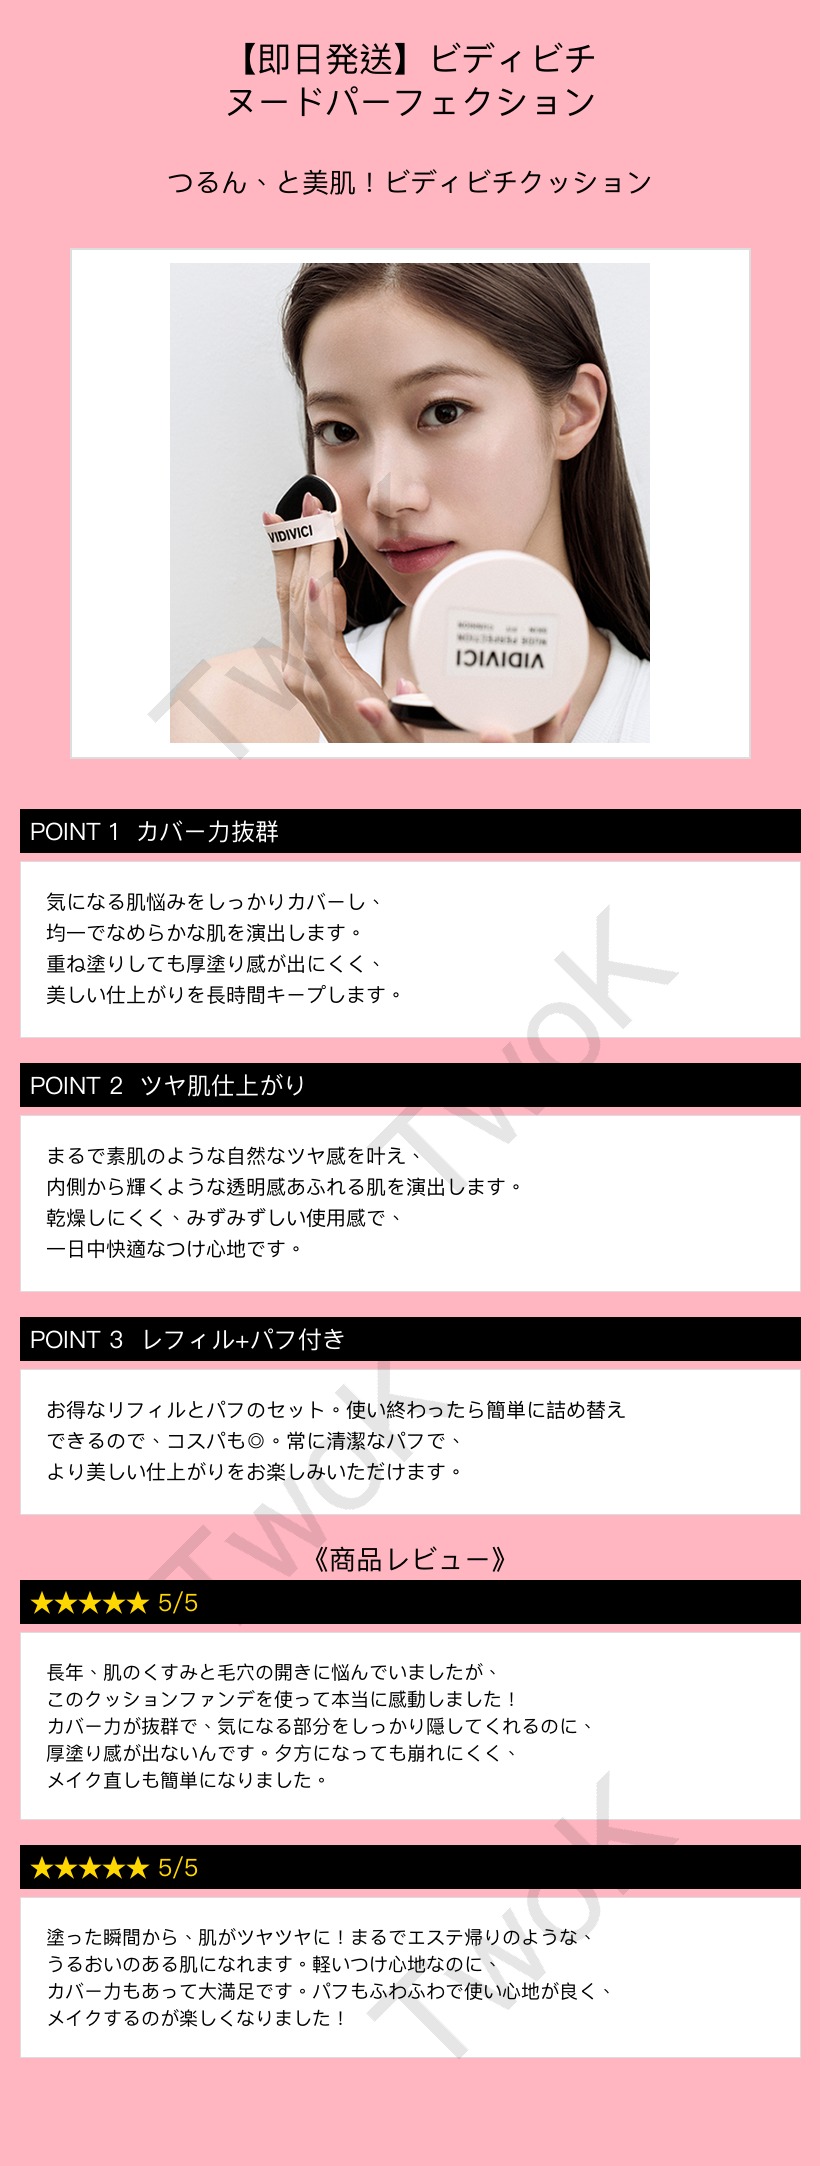 【即日発送】ビディビチ
ヌードパーフェクション
つるん、と美肌！ビディビチクッション
VIDIVICI
SKIN - FIT CUSHION
NUDE PERFECTION
VIDIVICI
TwoK
POINT 1 カバー力抜群
気になる肌悩みをしっかりカバーし、
均一でなめらかな肌を演出します。
重ね塗りしても厚塗り感が出にくく、
美しい仕上がりを長時間キープします。
TwoK
POINT 2 ツヤ肌仕上がり
まるで素肌のような自然なツヤ感を叶え、
内側から輝くような透明感あふれる肌を演出します。
乾燥しにくく、みずみずしい使用感で、
一日中快適なつけ心地です。
POINT 3 レフィル+パフ付き
お得なリフィルとパフのセット。使い終わったら簡単に詰め替え
できるので、コスパも◎。常に清潔なパフで、
より美しい仕上がりをお楽しみいただけます。
TwoK
《商品レビュー》
★★★★★ 5/5
長年、肌のくすみと毛穴の開きに悩んでいましたが、
このクッションファンデを使って本当に感動しました！
カバー力が抜群で、気になる部分をしっかり隠してくれるのに、
厚塗り感が出ないんです。夕方になっても崩れにくく、
メイク直しも簡単になりました。
★★★★★ 5/5
塗った瞬間から、肌がツヤツヤに！まるでエステ帰りのような、
うるおいのある肌になれます。軽いつけ心地なのに、
カバー力もあって大満足です。パフもふわふわで使い心地が良く、
メイクするのが楽しくなりました！
TwoK